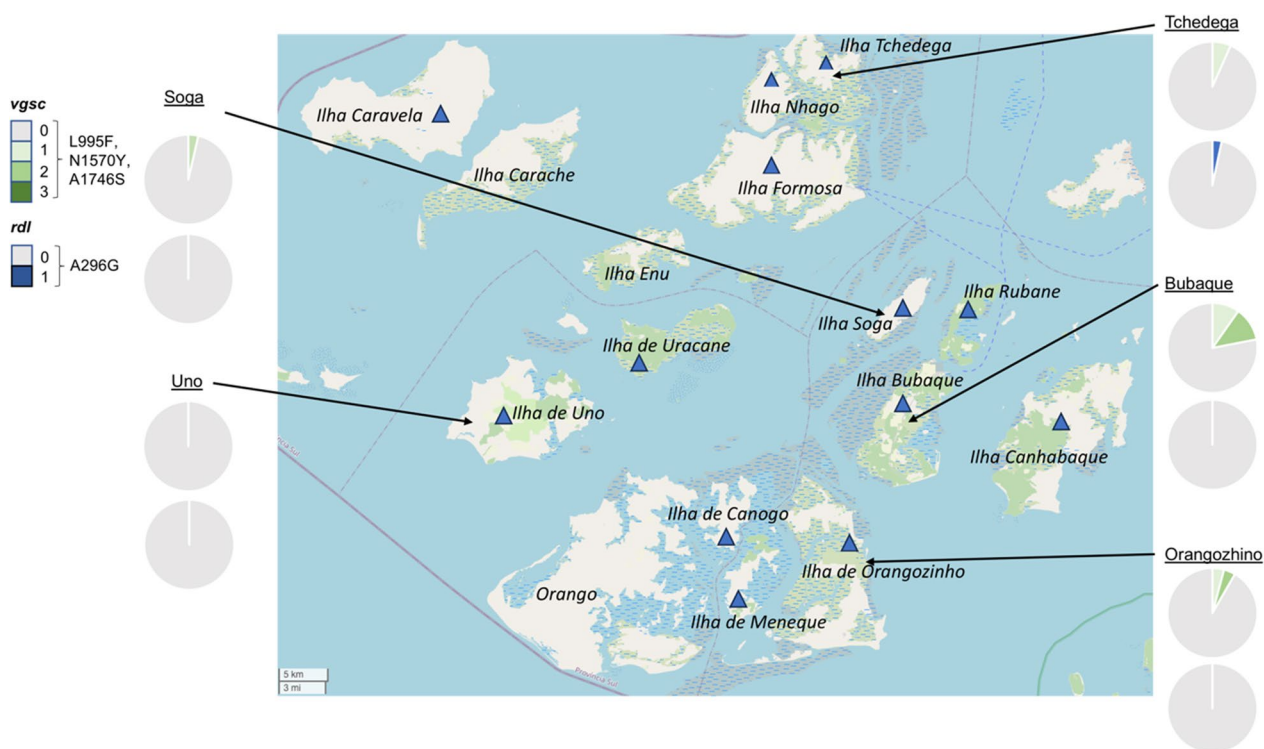 Tchedega
Ilha Tchedega
Soga
vgsc
0
1
2
3
L995F,
N1570Y,
A1746S
rdl
0
1
A296G
Ilha Caravela
Ilha Nhago
Ilha Carache
Ilha Formosa
Ilha Enu
Bubaque
Ilha Rubane
Ilha Soga
Ilha de Uracane
Uno
Ilha Bubaque
Ilha de Uno
Ilha Canhabaque
Ilha de Canogo
Orangozhino
Ilha de Orangozinho
Orango
Ilha de Meneque
5 km
3 mi
Província Sul